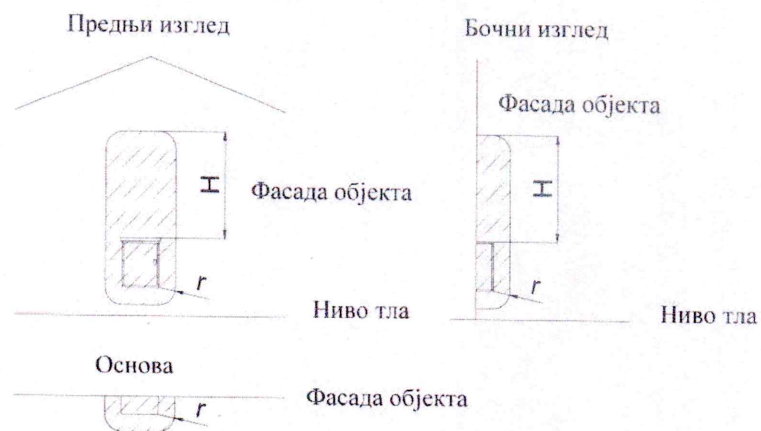 Предњи изглед
Бочни изглед
Фасада објекта
H
H
Фасада објекта
r
r
Ниво тла
Ниво тла
Основа
Фасада објекта
r